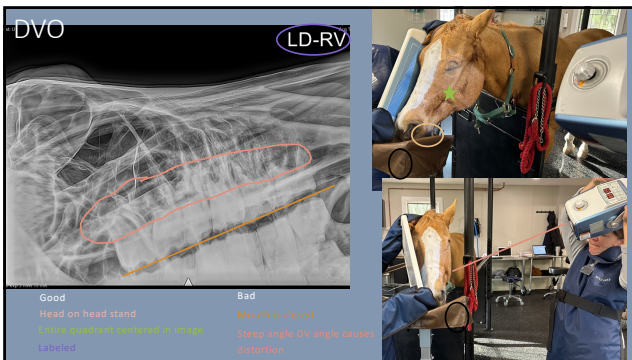 DVO
LD-RV
Good
Head on head stand
Entire quadrant centered in image
Labeled
Bad
Steep angle DV angle causes
distortion